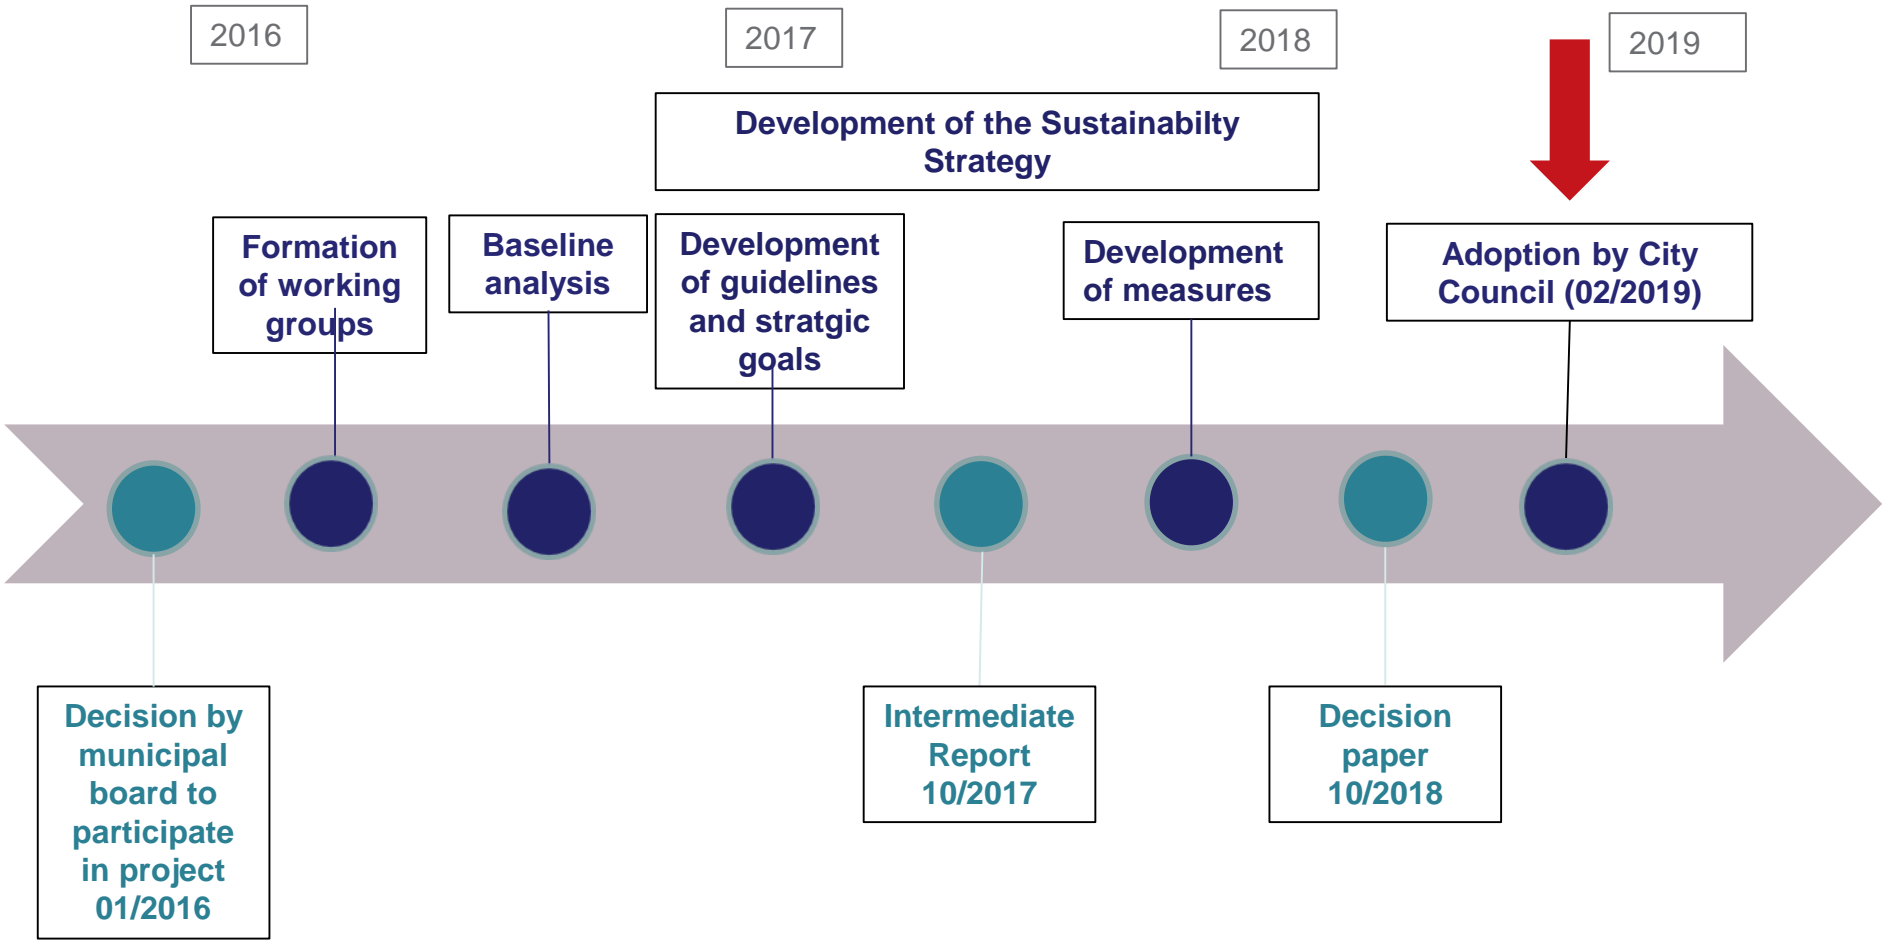 2016
2017
2018
2019
Development of the Sustainabilty
Strategy
Formation
of working
groups
Baseline
analysis
Development
of guidelines
and stratgic
goals
Development
of measures
Adoption by City
Council (02/2019)
Decision by
municipal
board to
participate
in project
01/2016
Intermediate
Report
10/2017
Decision
paper
10/2018